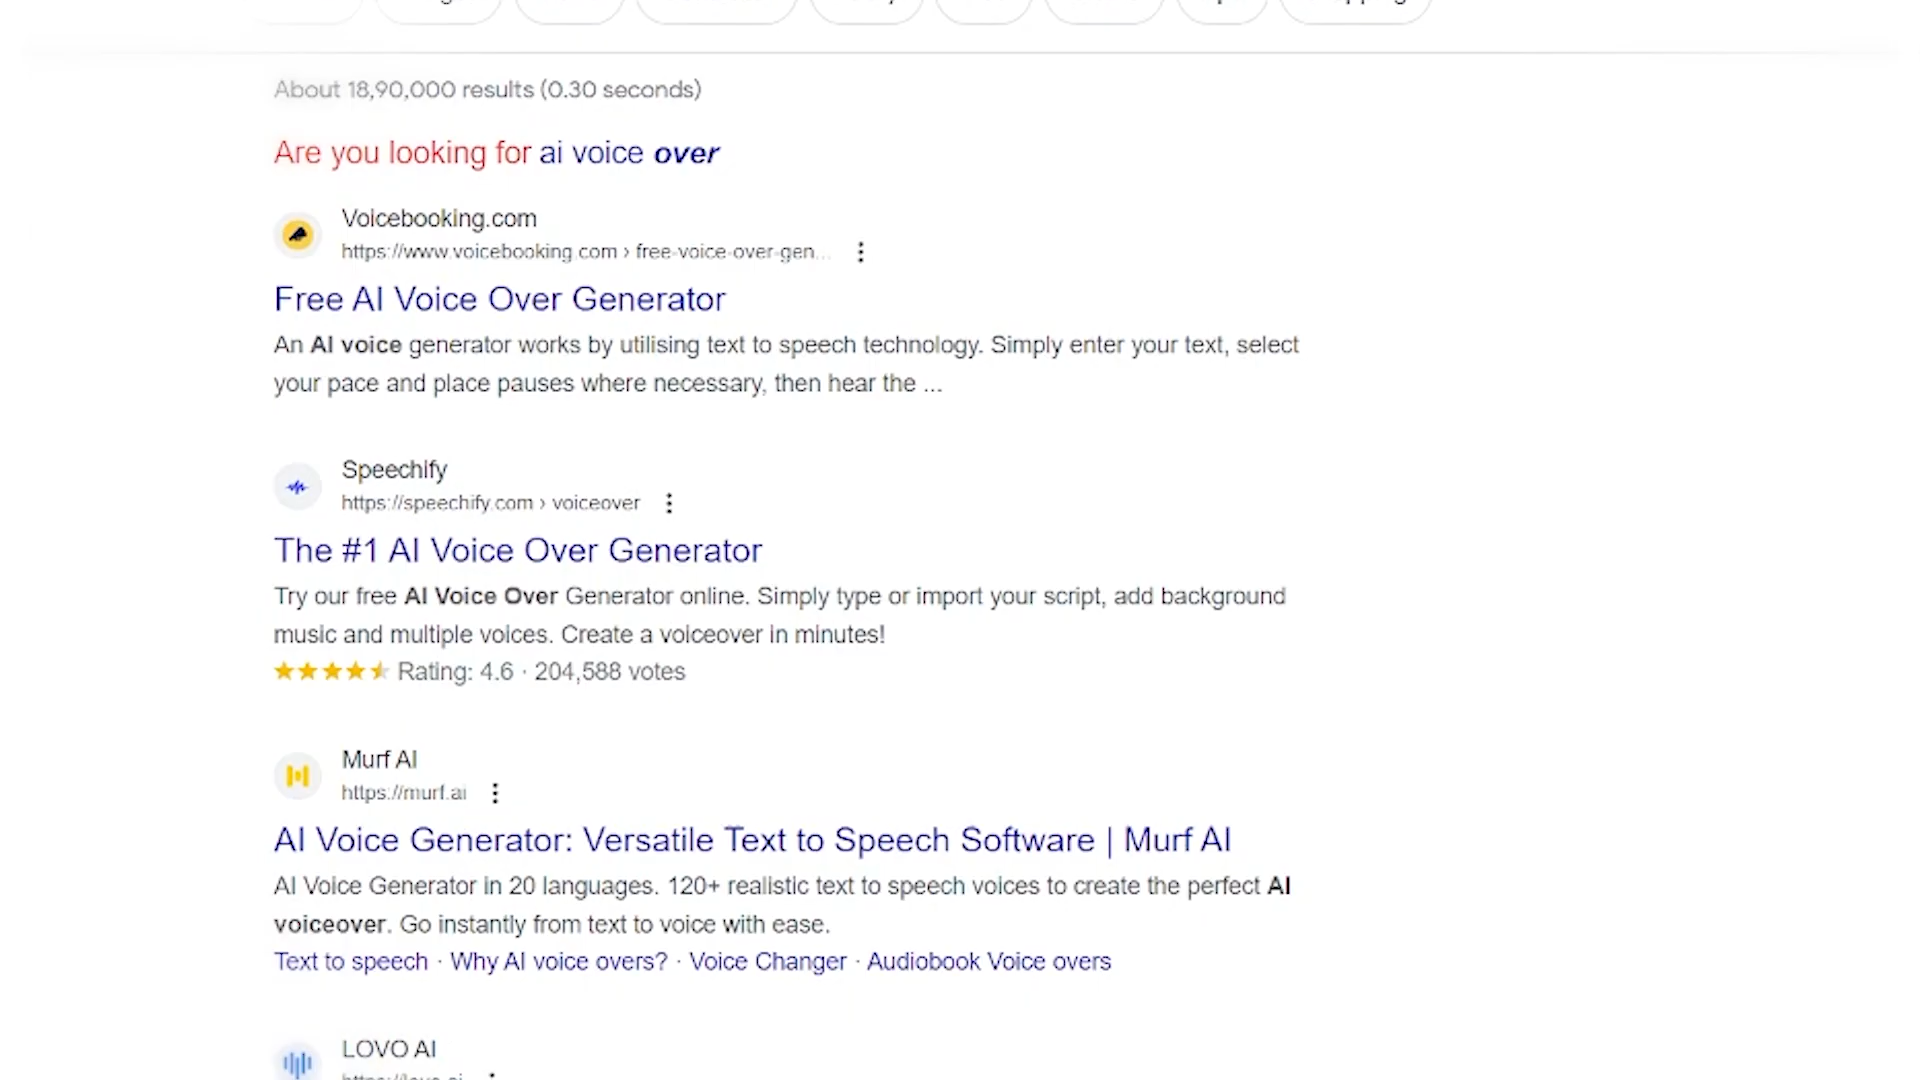 About 18,90,000 results (0.30 seconds)
Are you looking for ai voice over
Voicebooking.com
https://www.voicebooking.com › free-voice-over-gen...
Free AI Voice Over Generator
An AI voice generator works by utilising text to speech technology. Simply enter your text, select
your pace and place pauses where necessary, then hear the ...
Speechify
https://speechify.com › voiceover
The #1 AI Voice Over Generator
Try our free AI Voice Over Generator online. Simply type or import your script, add background
music and multiple voices. Create a voiceover in minutes!
Rating: 4.6 · 204,588 votes
Murf AI
https://murf.ai
AI Voice Generator: Versatile Text to Speech Software | Murf AI
AI Voice Generator in 20 languages. 120+ realistic text to speech voices to create the perfect AI
voiceover. Go instantly from text to voice with ease.
Text to speech · Why AI voice overs? · Voice Changer · Audiobook Voice overs
LOVO AI